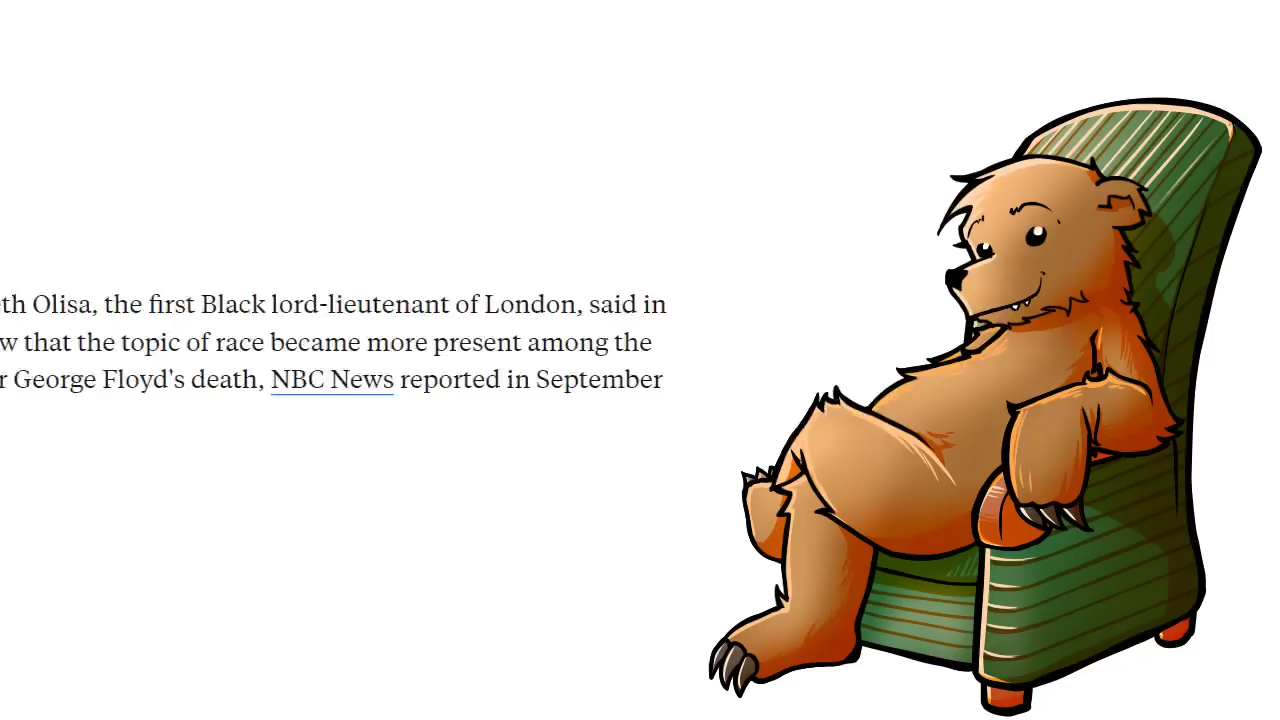 Olisa, the first Black lord-lieutenant of London, said in
that the topic of race became more present among the
George Floyd's death, NBC News reported in September